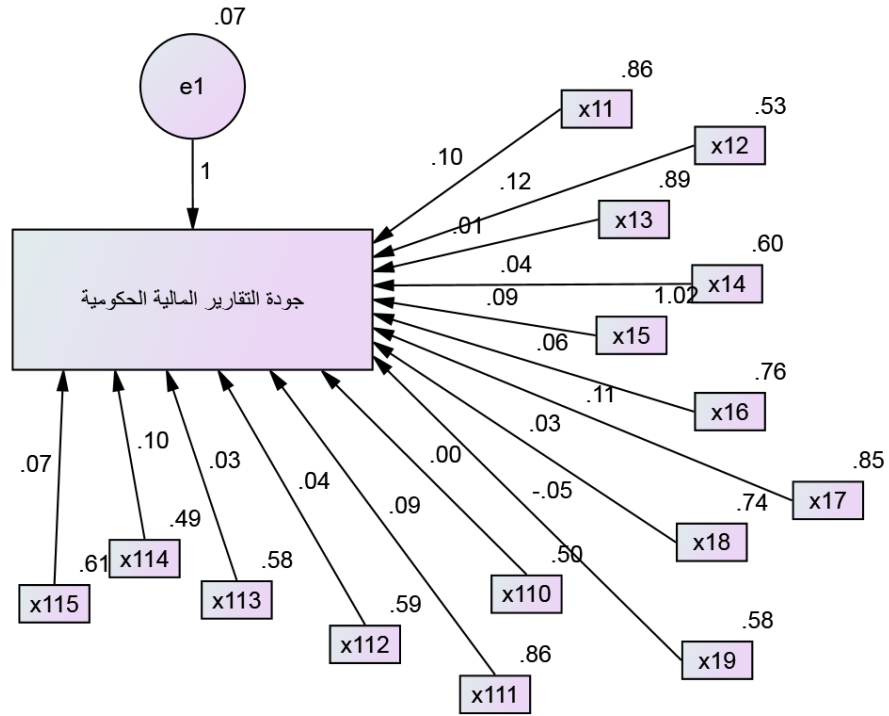 .07
e1
1
.86
x11
.10
.53
x12
.12
.89
x13
.01
.60
x14
.04
1.02
x15
.09
.76
x16
.06
.85
x17
.11
.74
x18
.03
.58
x19
-.05
جودة التقارير المالية الحكومية
.50
x110
.00
.86
x111
.09
.59
x112
.04
.58
x113
.03
.49
x114
.10
.61
x115
.07